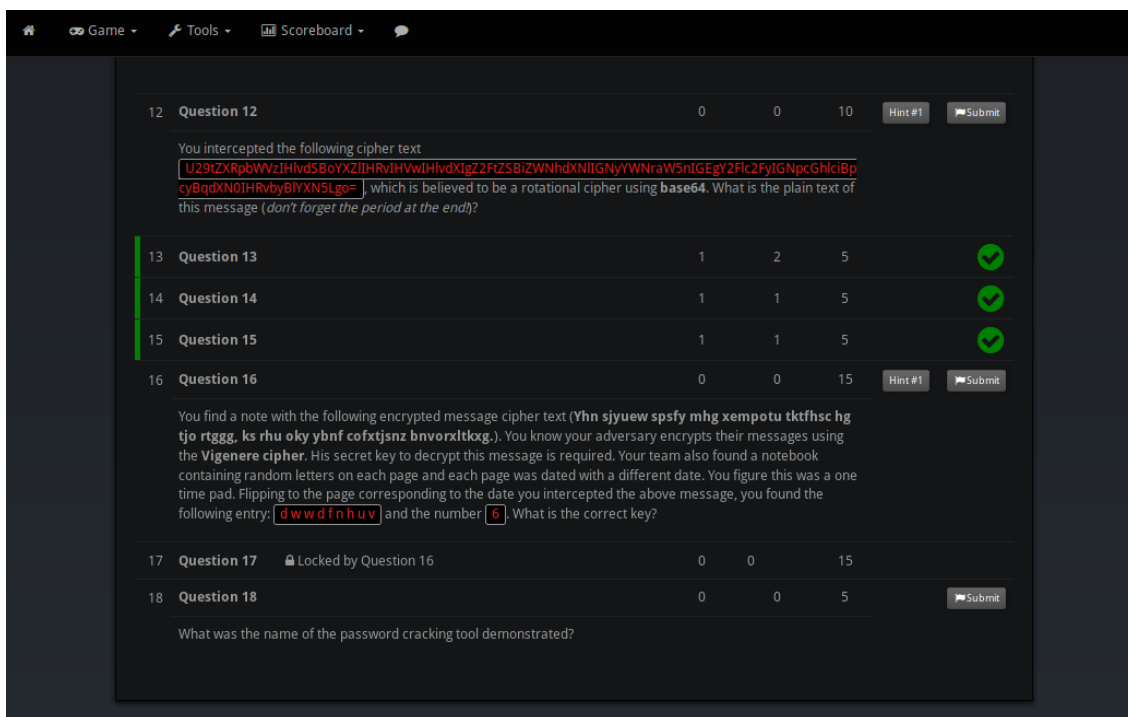 Game Tools Scoreboard
12 Question 12 0 0 10 Hint #1 Submit
You intercepted the following cipher text
U29tZXRpbWVzIHlvdSBoYXZlIHRvIHVwIHlvdXIgZ2FtZSBiZWNhdXNlIGNyYWNraW5nIGEgY2Flc2FyIGNpcGhlciBp
cyBqdXN0IHRvbyBlYXN5Lgo= , which is believed to be a rotational cipher using base64. What is the plain text of
this message (don't forget the period at the end!)?
13 Question 13 1 2 5
14 Question 14 1 1 5
15 Question 15 1 1 5
16 Question 16 0 0 15 Hint #1 Submit
You find a note with the following encrypted message cipher text (Yhn sjyuew spsfy mhg xempotu tktfhsc hg
tjo rtggg, ks rhu oky ybnf cofxtjsnz bnvorxltkxg.). You know your adversary encrypts their messages using
the Vigenere cipher. His secret key to decrypt this message is required. Your team also found a notebook
containing random letters on each page and each page was dated with a different date. You figure this was a one
time pad. Flipping to the page corresponding to the date you intercepted the above message, you found the
following entry: d w w d f n h u v and the number 6 . What is the correct key?
17 Question 17 Locked by Question 16 0 0 15
18 Question 18 0 0 5 Submit
What was the name of the password cracking tool demonstrated?